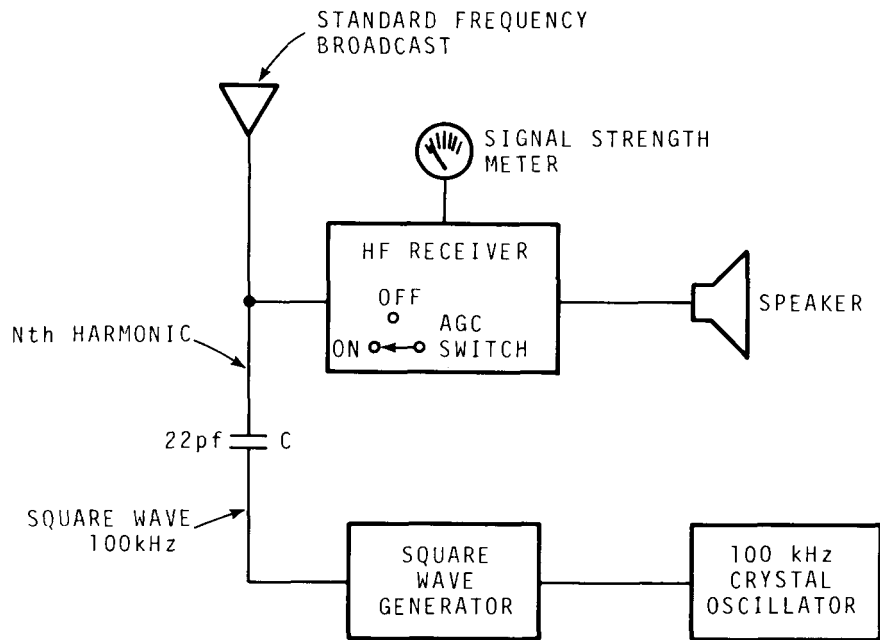 STANDARD FREQUENCY
BROADCAST
SIGNAL STRENGTH
METER
HF RECEIVER
OFF
ON
AGC
SWITCH
SPEAKER
Nth HARMONIC
22pf
C
SQUARE WAVE
100kHz
SQUARE
WAVE
GENERATOR
100 kHz
CRYSTAL
OSCILLATOR